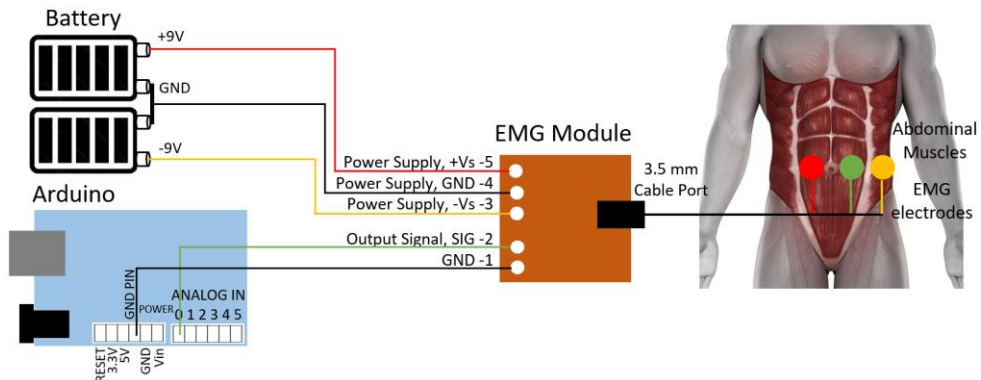 Battery
+9V
GND
-9V
Arduino
GND PIN
POWER
ANALOG IN
0 1 2 3 4 5
RESET
3.3V
5V
GND
Vin
EMG Module
Power Supply, +Vs -5
Power Supply, GND -4
Power Supply, -Vs -3
Output Signal, SIG -2
GND -1
3.5 mm
Cable Port
Abdominal
Muscles
EMG
electrodes